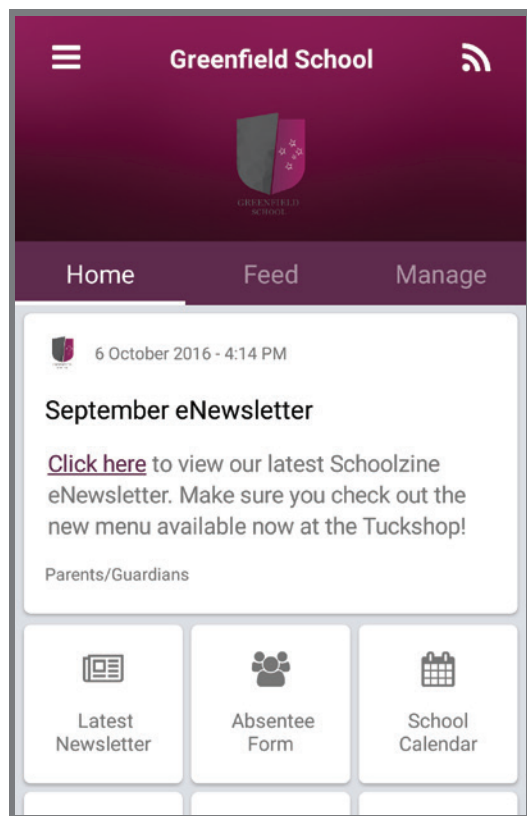 Greenfield School
GREENFIELD
SCHOOL
Home Feed Manage
6 October 2016 - 4:14 PM
September eNewsletter
Click here to view our latest Schoolzine
eNewsletter. Make sure you check out the
new menu available now at the Tuckshop!
Parents/Guardians
Latest
Newsletter
Absentee
Form
School
Calendar